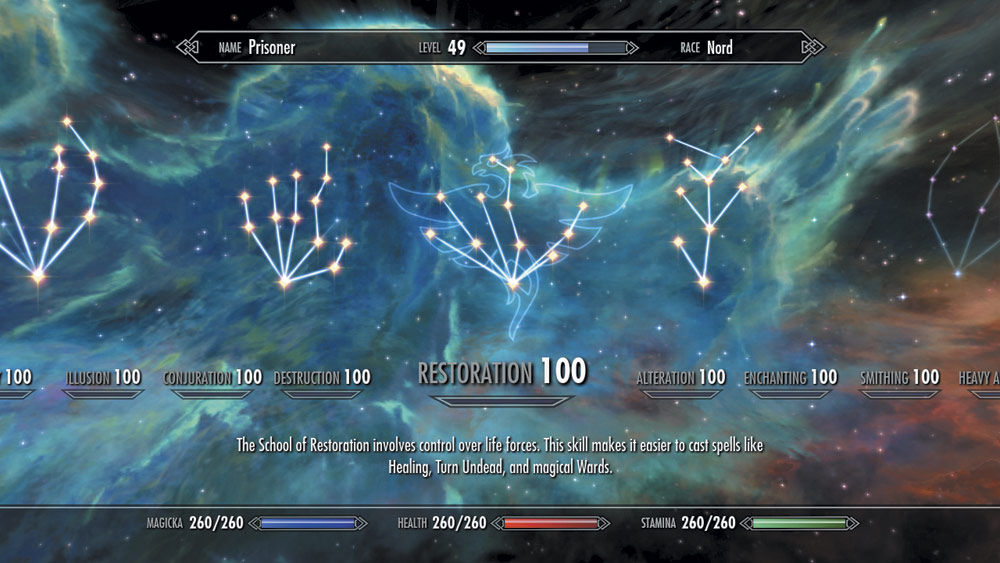 NAME Prisoner LEVEL 49 RACE Nord
100 ILLUSION 100 CONJURATION 100 DESTRUCTION 100 RESTORATION 100 ALTERATION 100 ENCHANTING 100 SMITHING 100 HEAVY A
The School of Restoration involves control over life forces. This skill makes it easier to cast spells like
Healing, Turn Undead, and magical Wards.
MAGICKA 260/260 HEALTH 260/260 STAMINA 260/260